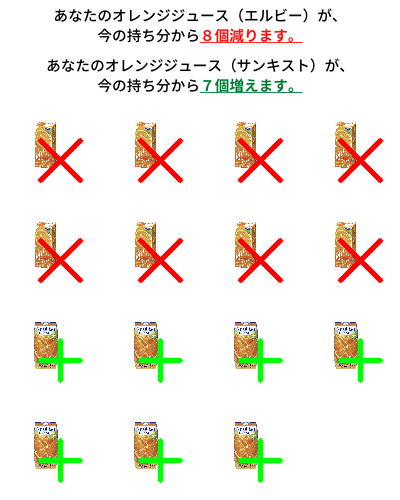 あなたのオレンジジュース（エルビー）が、
今の持ち分から８個減ります。
あなたのオレンジジュース（サンキスト）が、
今の持ち分から７個増えます。